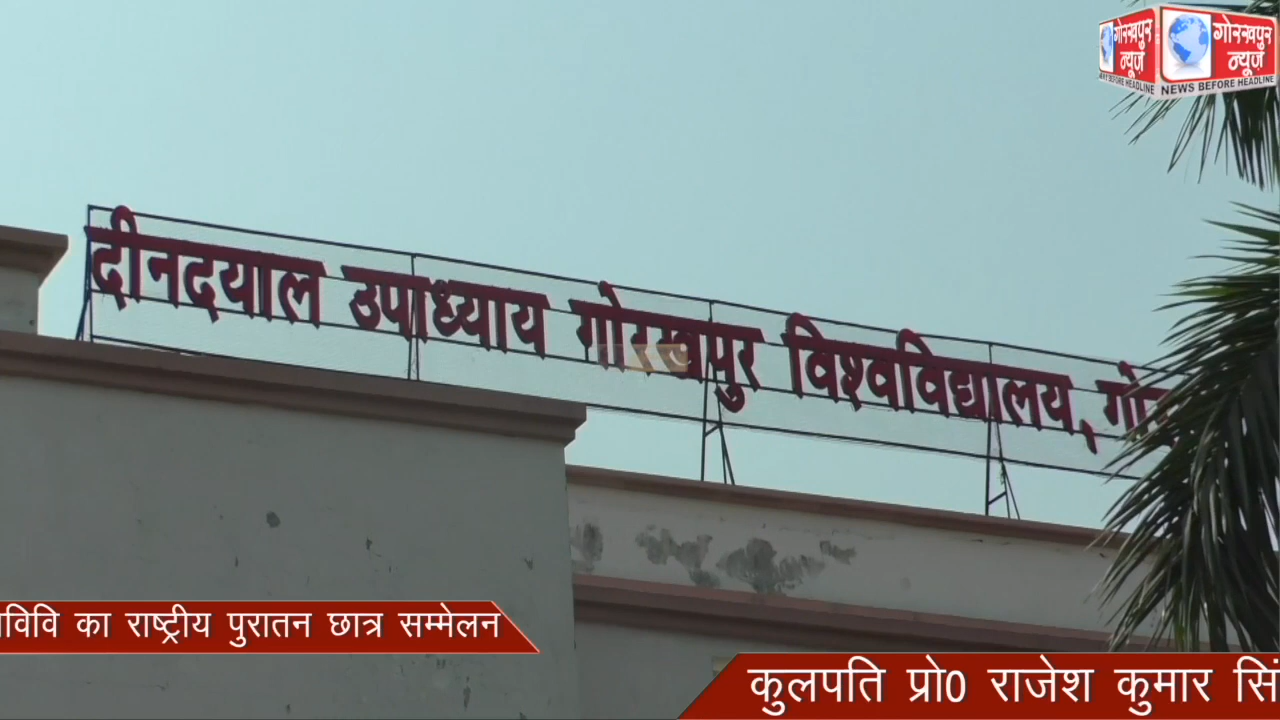 गोरखपुर न्यूज़
गोरखपुर न्यूज़
NEWS BEFORE HEADLINE
दीनदयाल उपाध्याय गोरखपुर विश्वविद्यालय,
का राष्ट्रीय पुरातन छात्र सम्मेलन
कुलपति प्रो0 राजेश कुमार